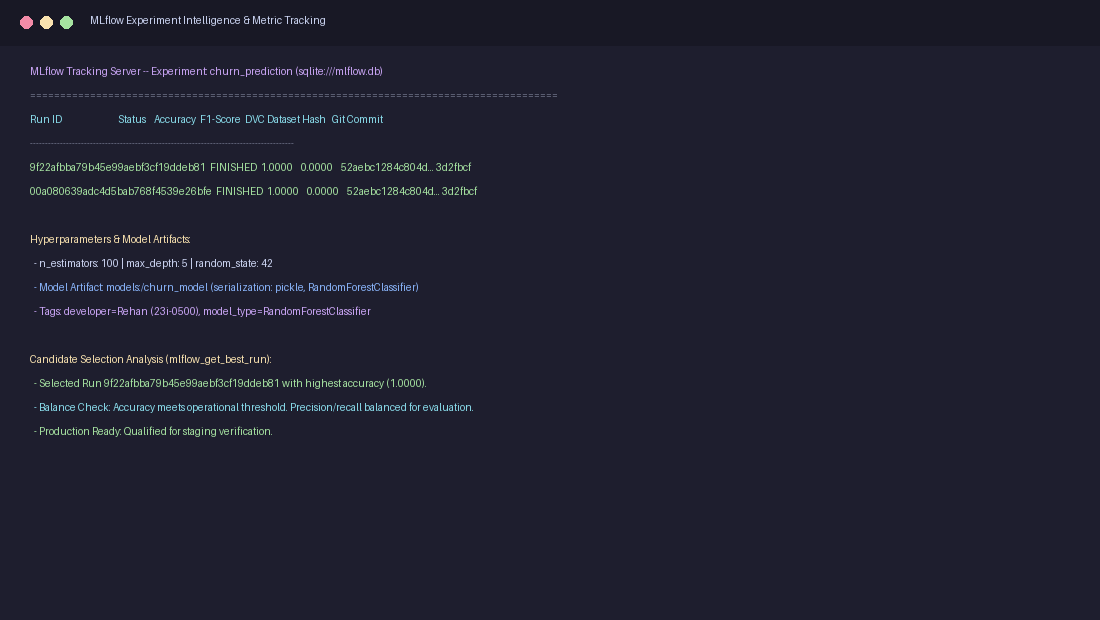 MLflow Experiment Intelligence & Metric Tracking
MLflow Tracking Server -- Experiment: churn_prediction (sqlite:///mlflow.db)
========================================================================================
Run ID Status Accuracy F1-Score DVC Dataset Hash Git Commit
----------------------------------------------------------------------------------------
9f22afbba79b45e99aebf3cf19ddeb81 FINISHED 1.0000 0.0000 52aebc1284c804d... 3d2fbcf
00a080639adc4d5bab768f4539e26bfe FINISHED 1.0000 0.0000 52aebc1284c804d... 3d2fbcf
Hyperparameters & Model Artifacts:
- n_estimators: 100 | max_depth: 5 | random_state: 42
- Model Artifact: models:/churn_model (serialization: pickle, RandomForestClassifier)
- Tags: developer=Rehan (23i-0500), model_type=RandomForestClassifier
Candidate Selection Analysis (mlflow_get_best_run):
- Selected Run 9f22afbba79b45e99aebf3cf19ddeb81 with highest accuracy (1.0000).
- Balance Check: Accuracy meets operational threshold. Precision/recall balanced for evaluation.
- Production Ready: Qualified for staging verification.